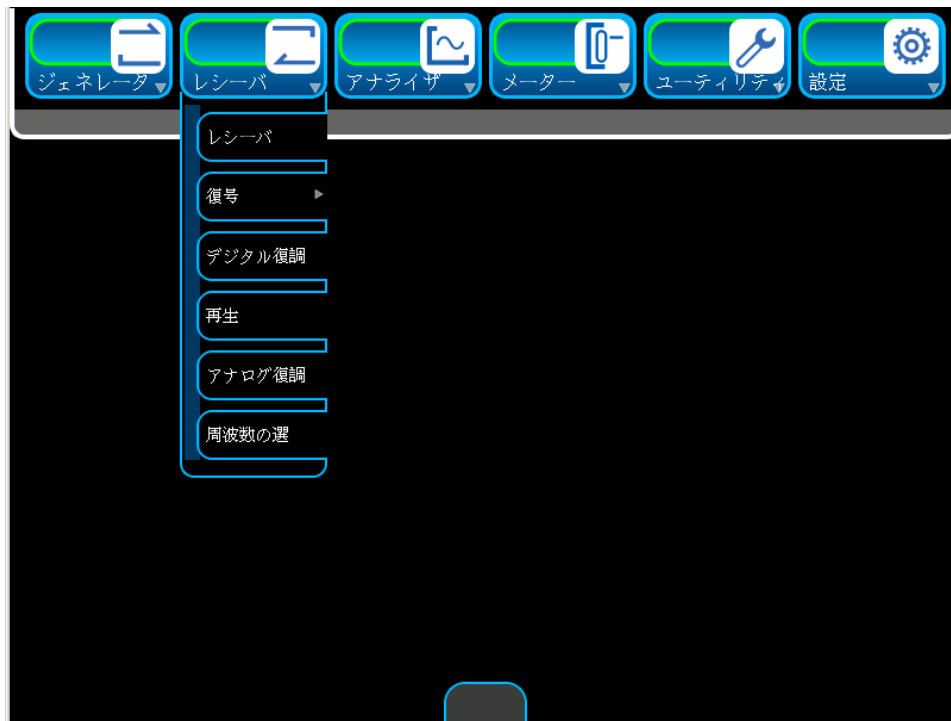 ジェネレータ
レシーバ
アナライザ
メーター
ユーティリティ
設定
レシーバ
復号
デジタル復調
再生
アナログ復調
周波数の選